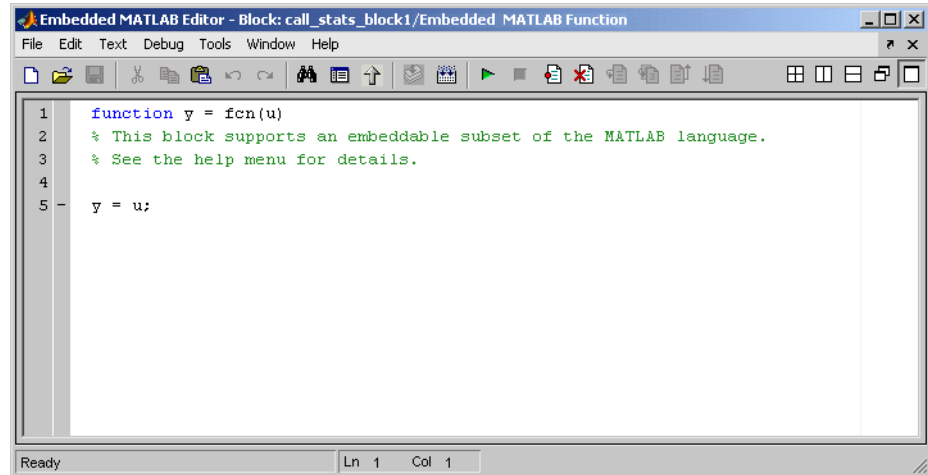 Embedded MATLAB Editor - Block: call_stats_block1/Embedded MATLAB Function
File Edit Text Debug Tools Window Help
1 function y = fcn(u)
2 % This block supports an embeddable subset of the MATLAB language.
3 % See the help menu for details.
4
5 - y = u;
Ready Ln 1 Col 1